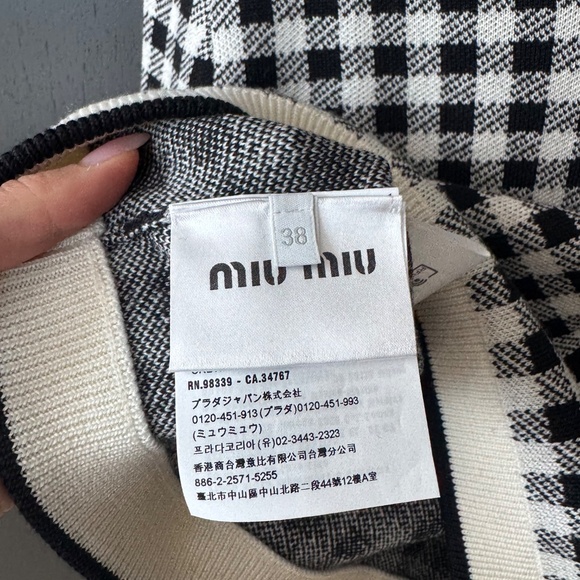 38
miu miu
RN.98339 - CA.34767
プラダジャパン株式会社
0120-451-913(プラダ)0120-451-993
(ミュウミュウ)
프라다코리아(유)02-3443-2323
香港商台灣意比有限公司台灣分公司
886-2-2571-5255
臺北市中山區中山北路二段44號12樓A室